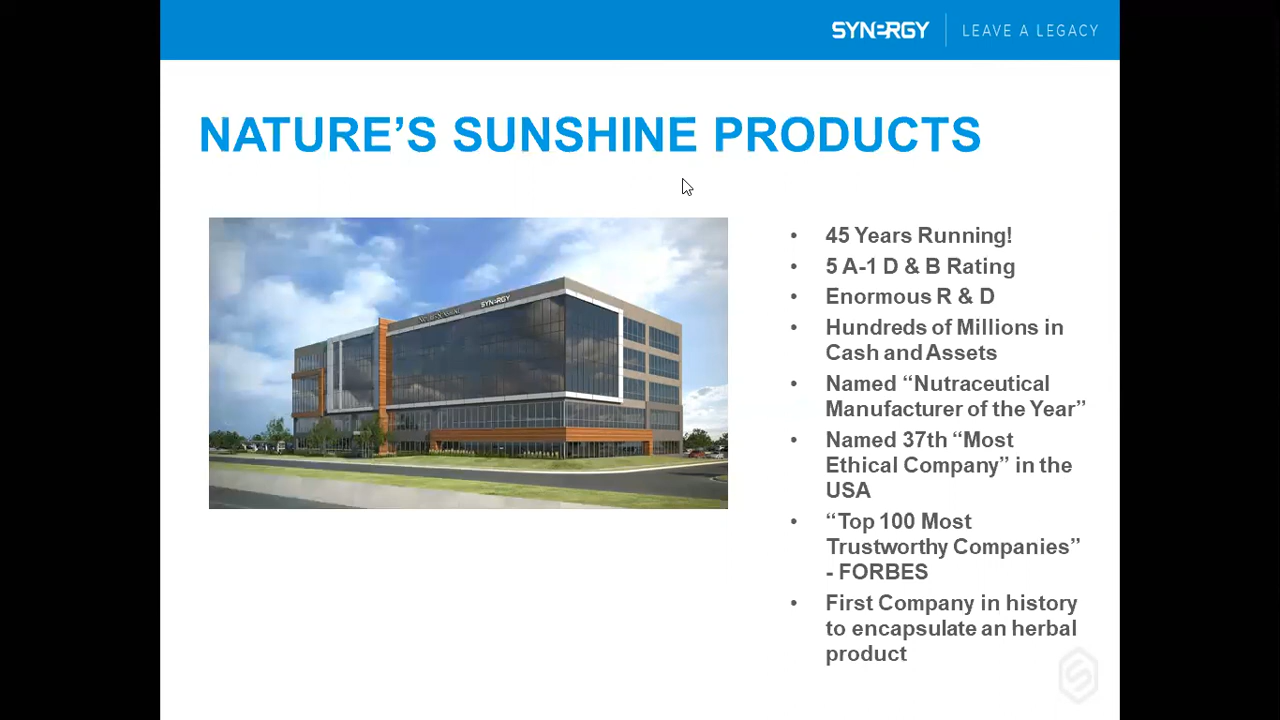 SYNERGY LEAVE A LEGACY
NATURE’S SUNSHINE PRODUCTS
SYNERGY
• 45 Years Running!
• 5 A-1 D & B Rating
• Enormous R & D
• Hundreds of Millions in
Cash and Assets
• Named “Nutraceutical
Manufacturer of the Year”
• Named 37th “Most
Ethical Company” in the
USA
• “Top 100 Most
Trustworthy Companies”
- FORBES
• First Company in history
to encapsulate an herbal
product